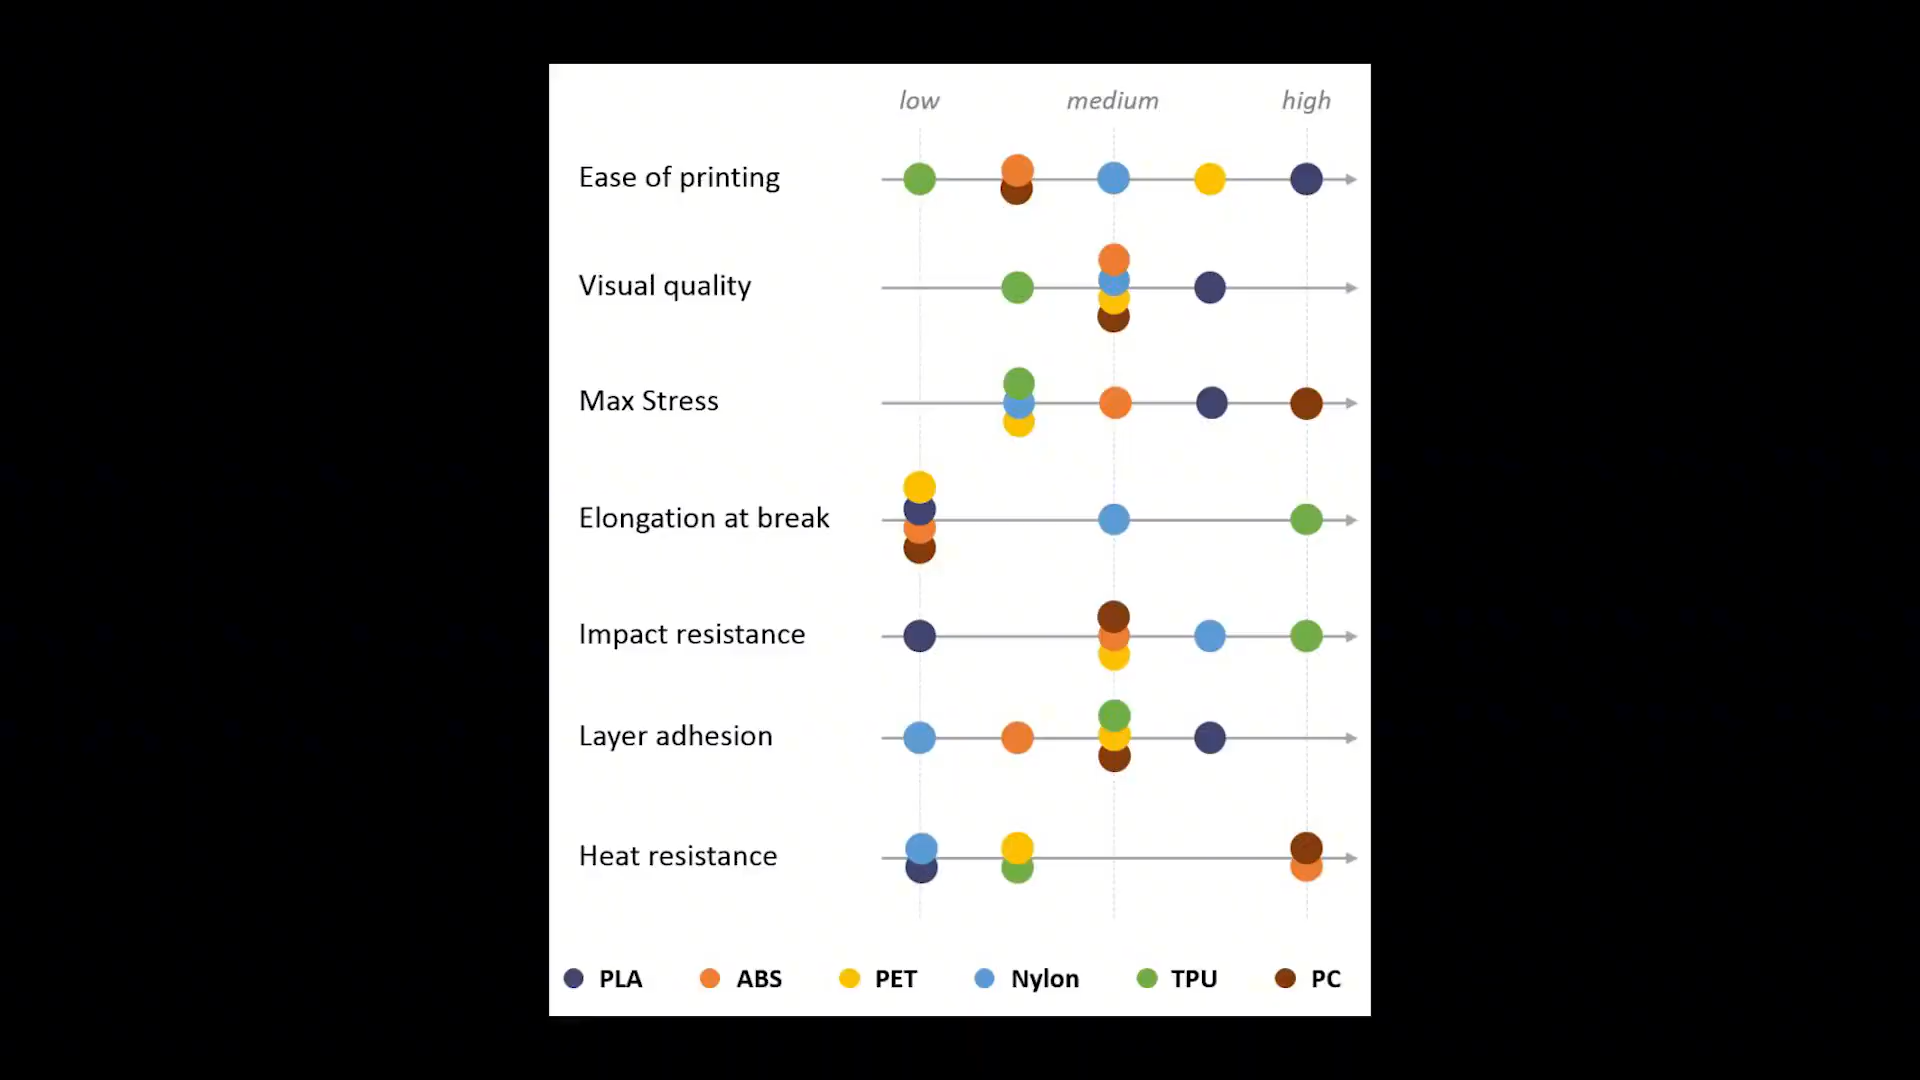 low medium high
Ease of printing
Visual quality
Max Stress
Elongation at break
Impact resistance
Layer adhesion
Heat resistance
PLA ABS PET Nylon TPU PC